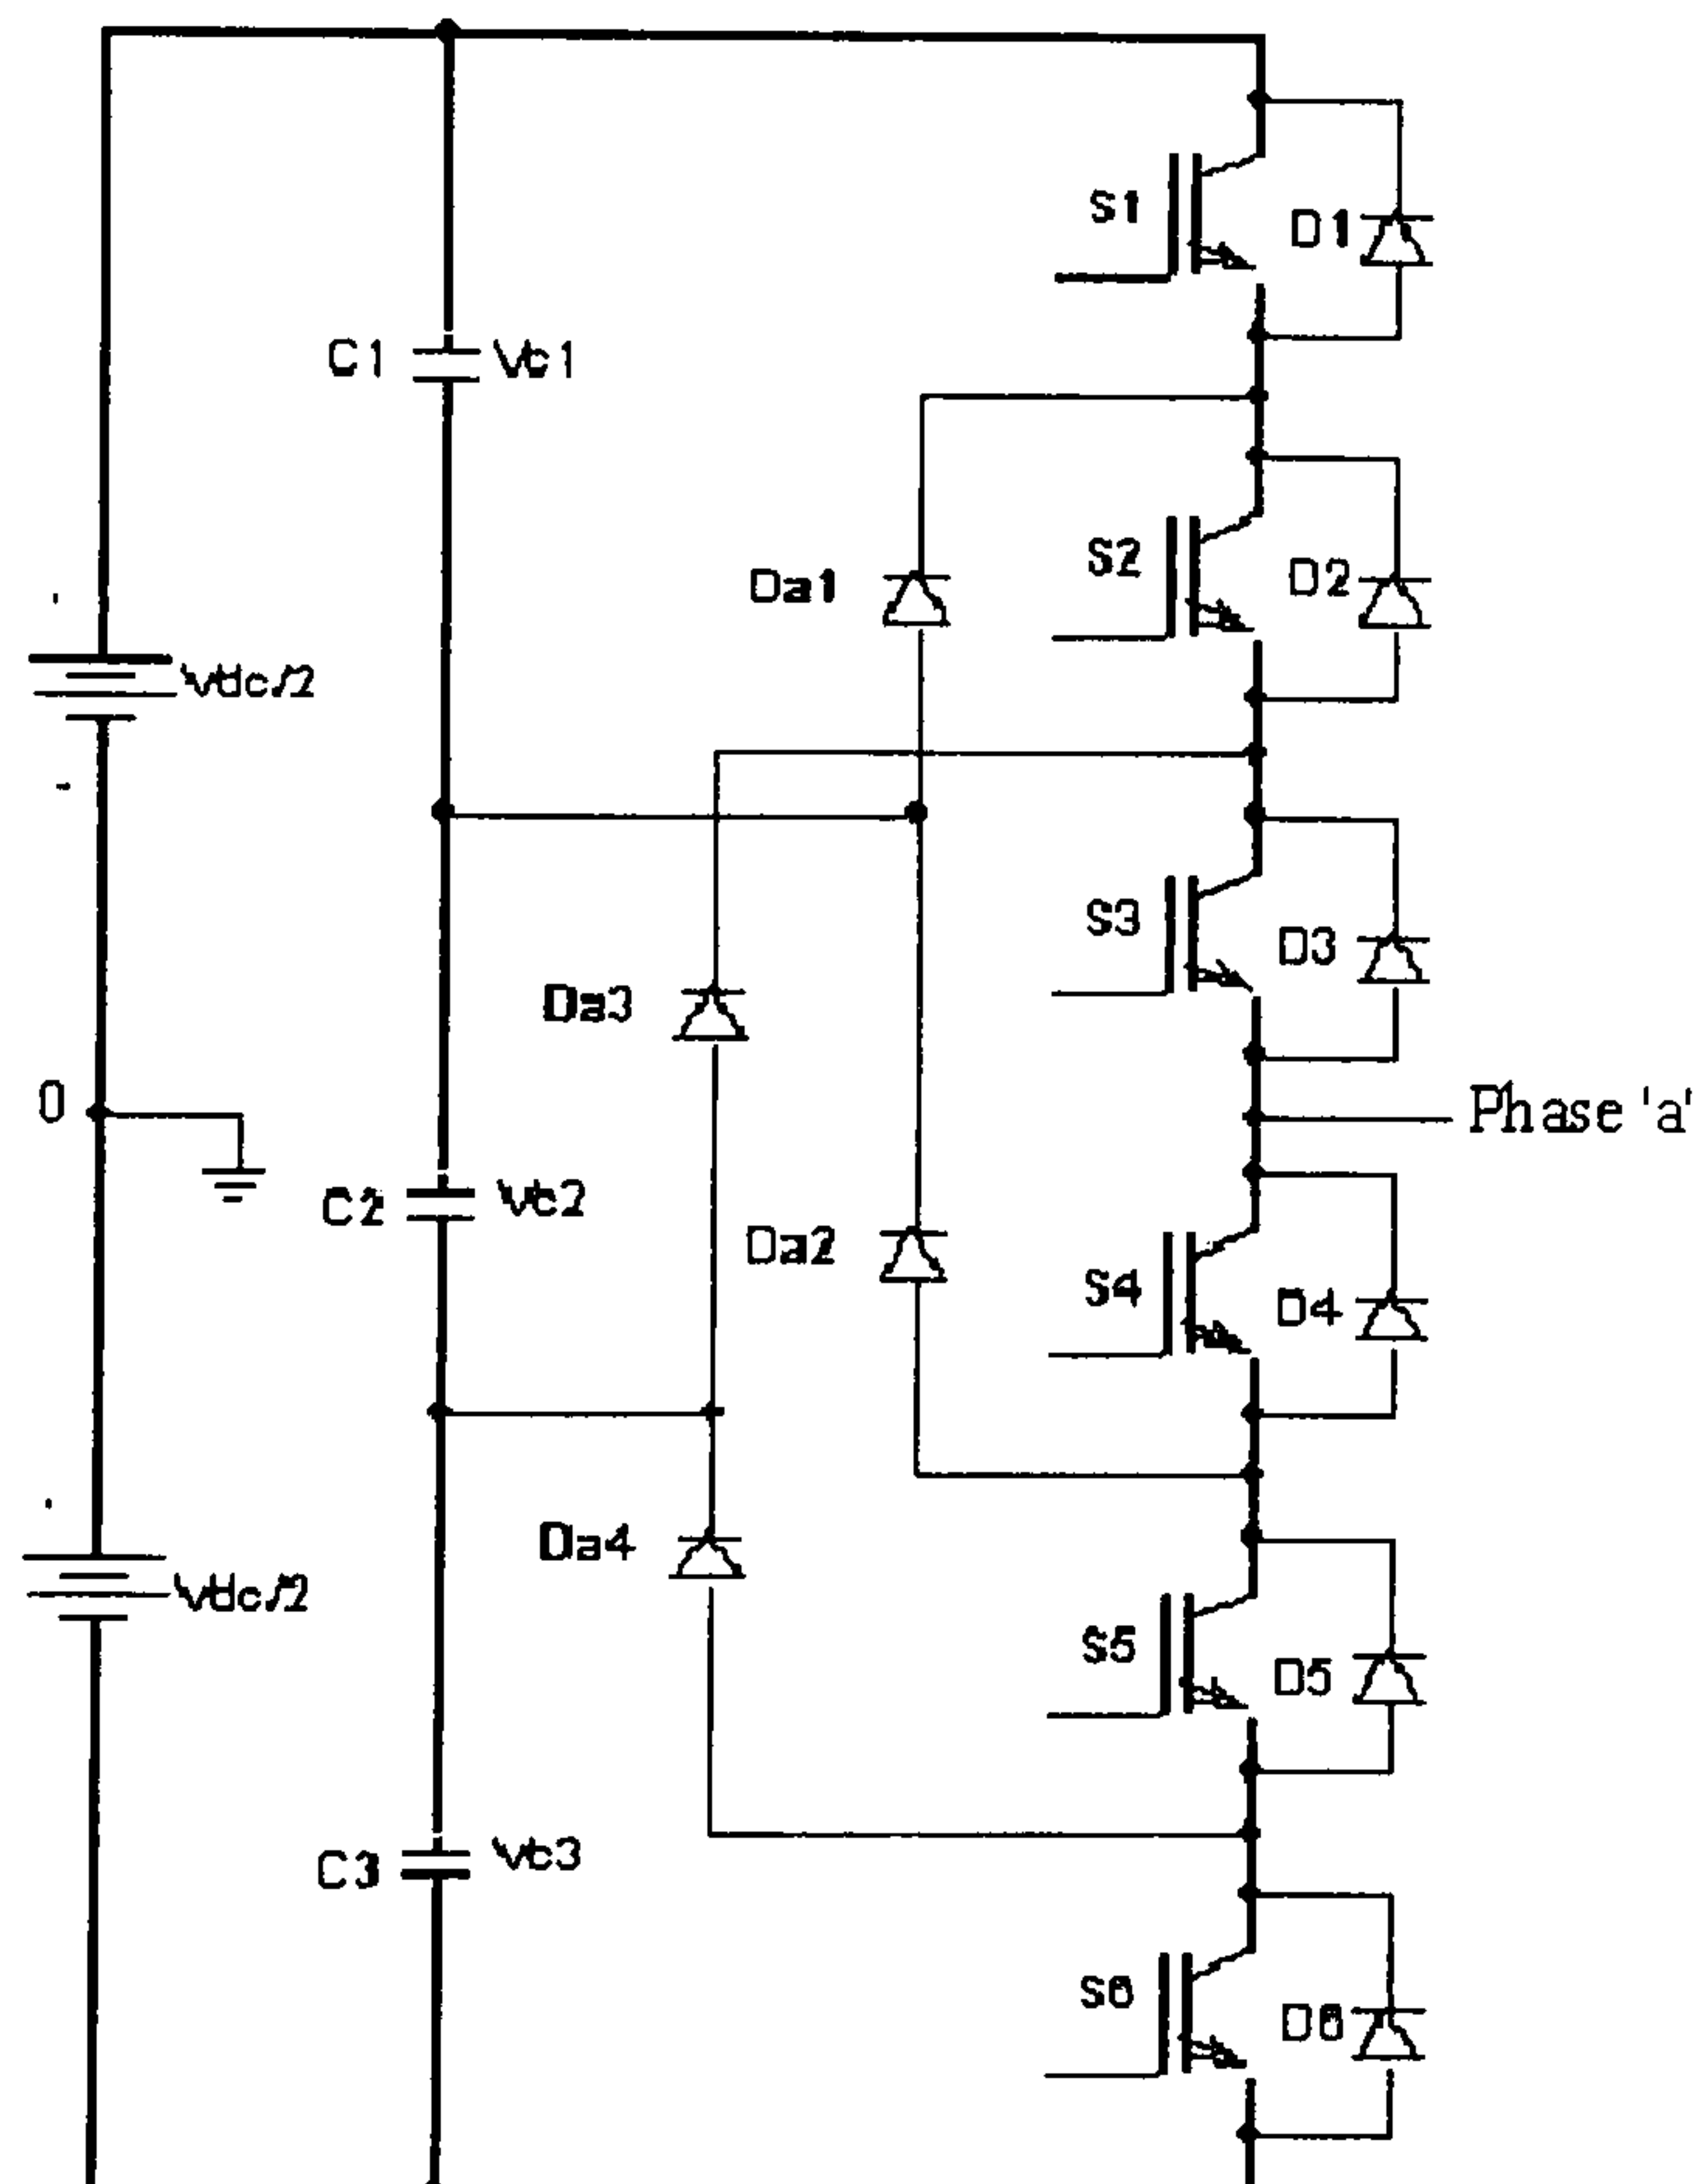 S1
D1
C1
Vc1
S2
D2
Da1
Vdc/2
S3
D3
Da3
0
Phase 'a'
C2
Vc2
Da2
S4
D4
Da4
Vdc/2
S5
D5
C3
Vc3
S6
D6